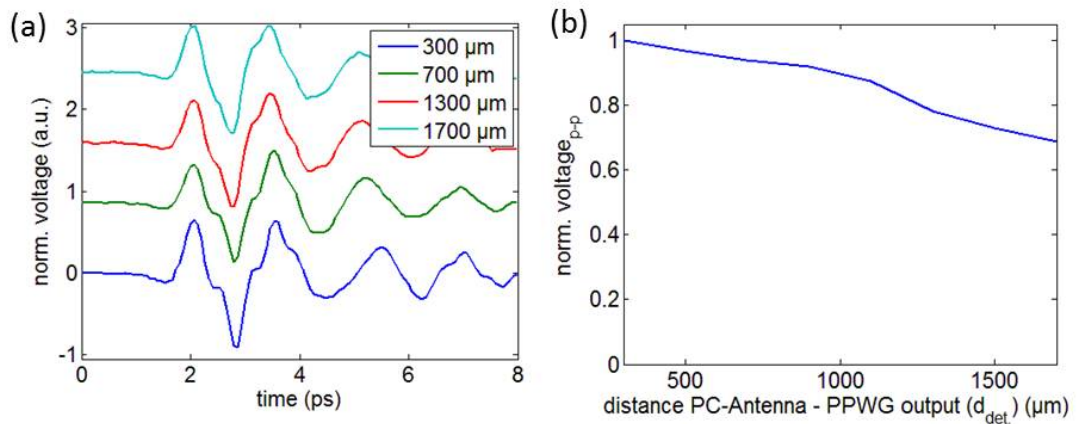 (a)
norm. voltage (a.u.)
3
2
1
0
-1
0
2
4
6
8
time (ps)
300 µm
700 µm
1300 µm
1700 µm
(b)
norm. voltage p-p
1
0.8
0.6
0.4
0.2
0
500
1000
1500
distance PC-Antenna - PPWG output (d det.) (µm)